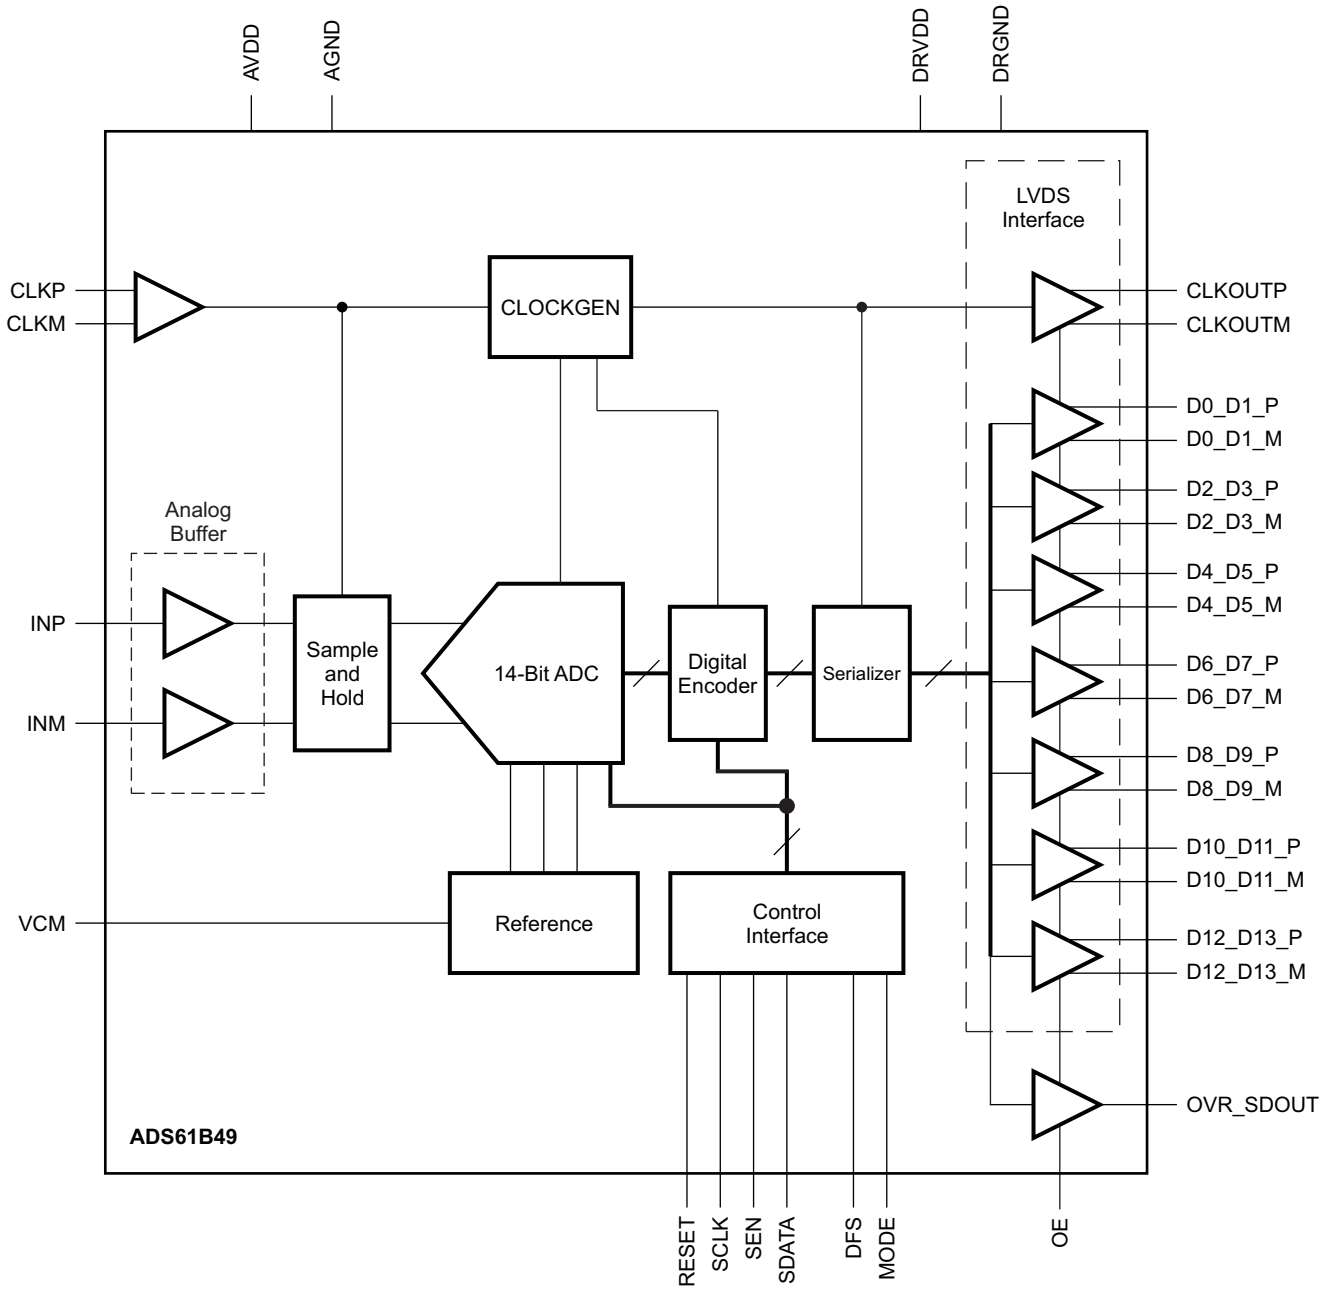 AVDD
AGND
DRVDD
DRGND
LVDS
Interface
CLKP
CLKM
CLOCKGEN
CLKOUTP
CLKOUTM
D0_D1_P
D0_D1_M
D2_D3_P
D2_D3_M
D4_D5_P
D4_D5_M
D6_D7_P
D6_D7_M
D8_D9_P
D8_D9_M
D10_D11_P
D10_D11_M
D12_D13_P
D12_D13_M
OVR_SDOUT
Analog
Buffer
INP
INM
Sample
and
Hold
14-Bit ADC
Digital
Encoder
Serializer
VCM
Reference
Control
Interface
ADS61B49
RESET
SCLK
SEN
SDATA
DFS
MODE
OE